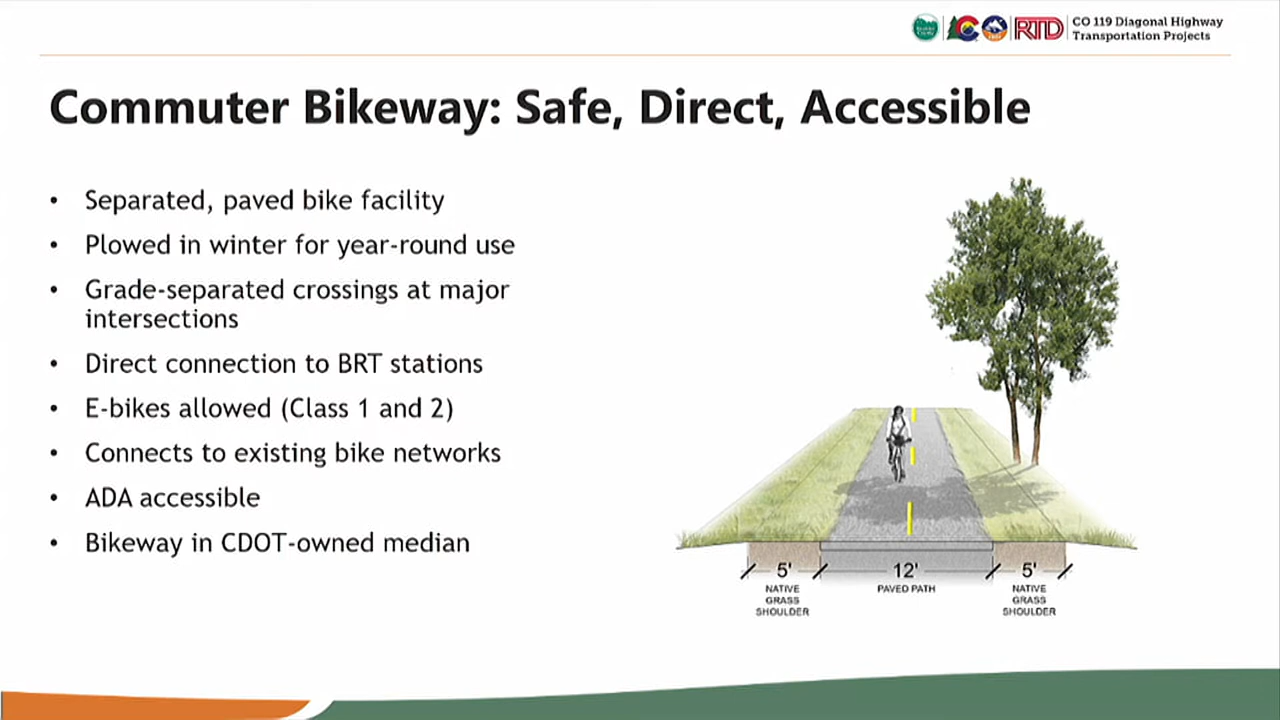 RTD
CO 119 Diagonal Highway
Transportation Projects
Commuter Bikeway: Safe, Direct, Accessible
• Separated, paved bike facility
• Plowed in winter for year-round use
• Grade-separated crossings at major
intersections
• Direct connection to BRT stations
• E-bikes allowed (Class 1 and 2)
• Connects to existing bike networks
• ADA accessible
• Bikeway in CDOT-owned median
5' 12' 5'
NATIVE
GRASS
SHOULDER
PAVED PATH
NATIVE
GRASS
SHOULDER